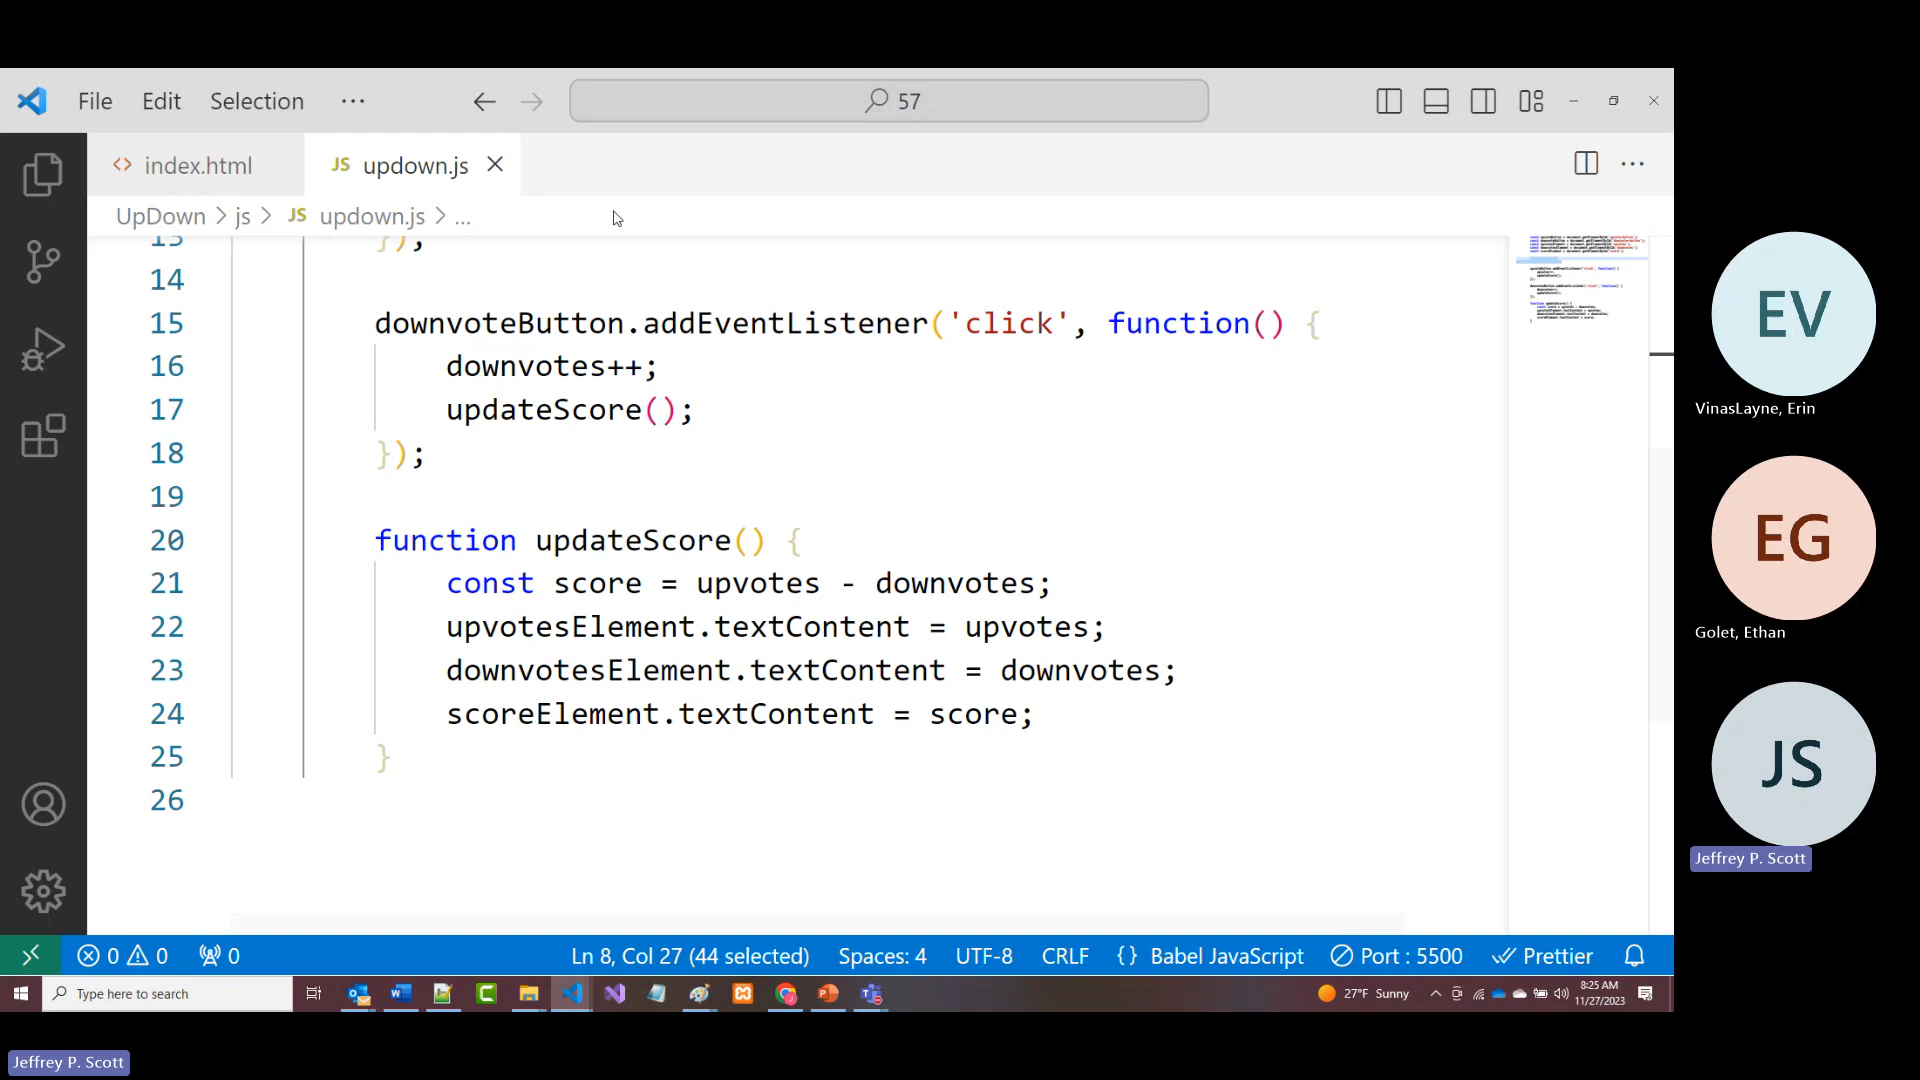 File Edit Selection ... 57
index.html JS updown.js
UpDown > js > JS updown.js > ...
13 });
14
15 downvoteButton.addEventListener('click', function() {
16 downvotes++;
17 updateScore();
18 });
19
20 function updateScore() {
21 const score = upvotes - downvotes;
22 upvotesElement.textContent = upvotes;
23 downvotesElement.textContent = downvotes;
24 scoreElement.textContent = score;
25 }
26
0 0 0 Ln 8, Col 27 (44 selected) Spaces: 4 UTF-8 CRLF {} Babel JavaScript Port : 5500 Prettier
Type here to search 27°F Sunny 8:25 AM
11/27/2023
EV
VinasLayne, Erin
EG
Golet, Ethan
JS
Jeffrey P. Scott
Jeffrey P. Scott